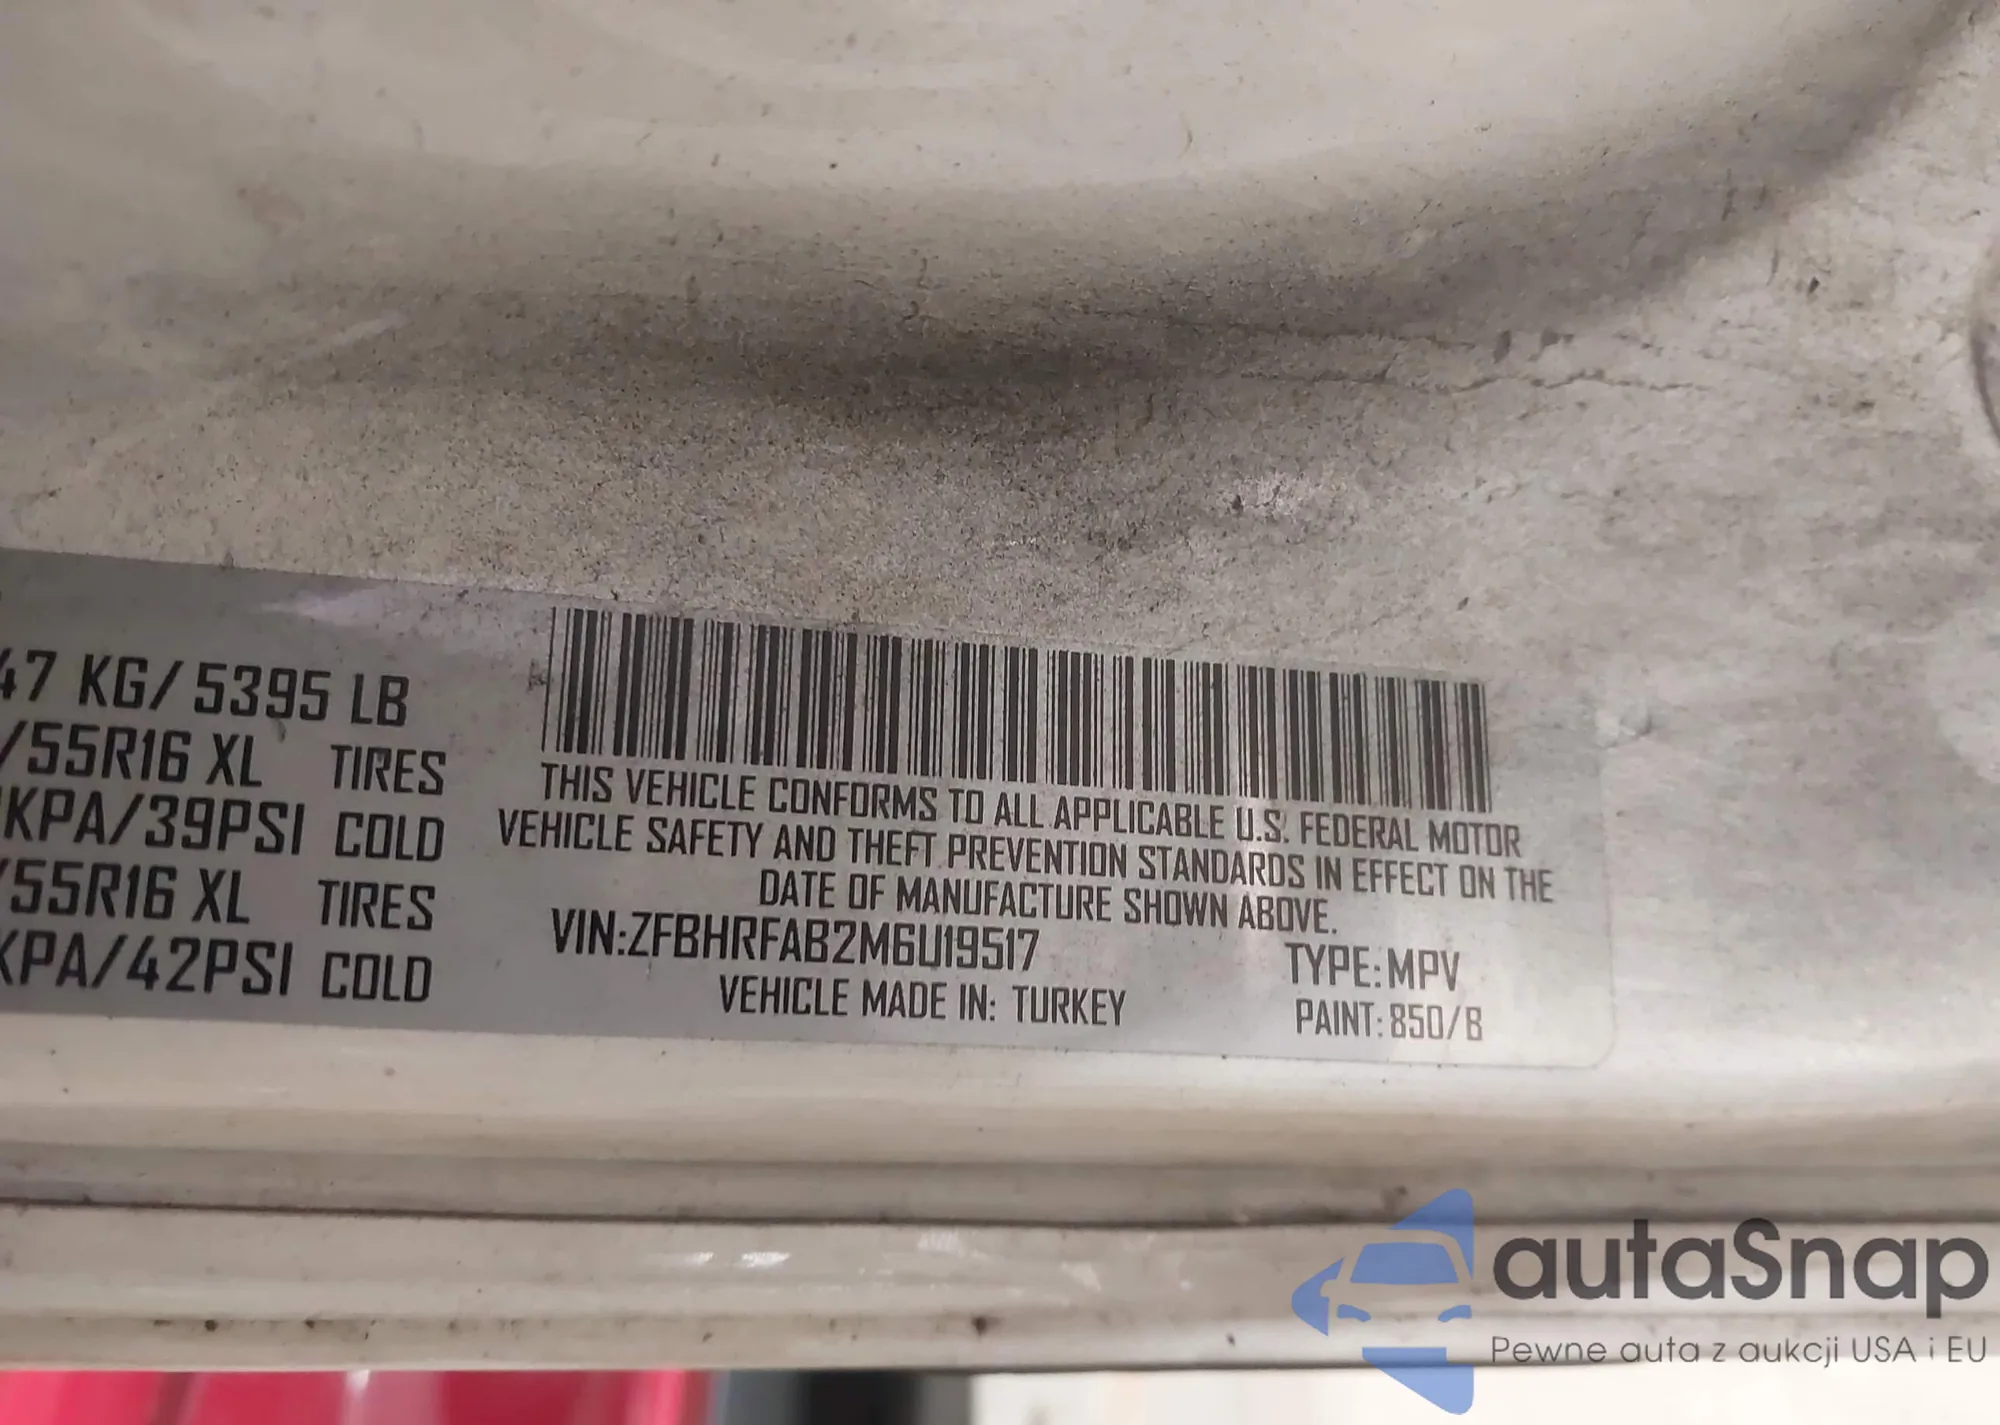 47 KG/5395 LB
/55R16 XL TIRES
KPA/39PSI COLD
/55R16 XL TIRES
KPA/42PSI COLD
THIS VEHICLE CONFORMS TO ALL APPLICABLE U.S. FEDERAL MOTOR
VEHICLE SAFETY AND THEFT PREVENTION STANDARDS IN EFFECT ON THE
DATE OF MANUFACTURE SHOWN ABOVE.
VIN:ZFBHRFAB2M6U19517 TYPE:MPV
VEHICLE MADE IN: TURKEY PAINT:850/B
autaSnap
Pewne auta z aukcji USA i EU